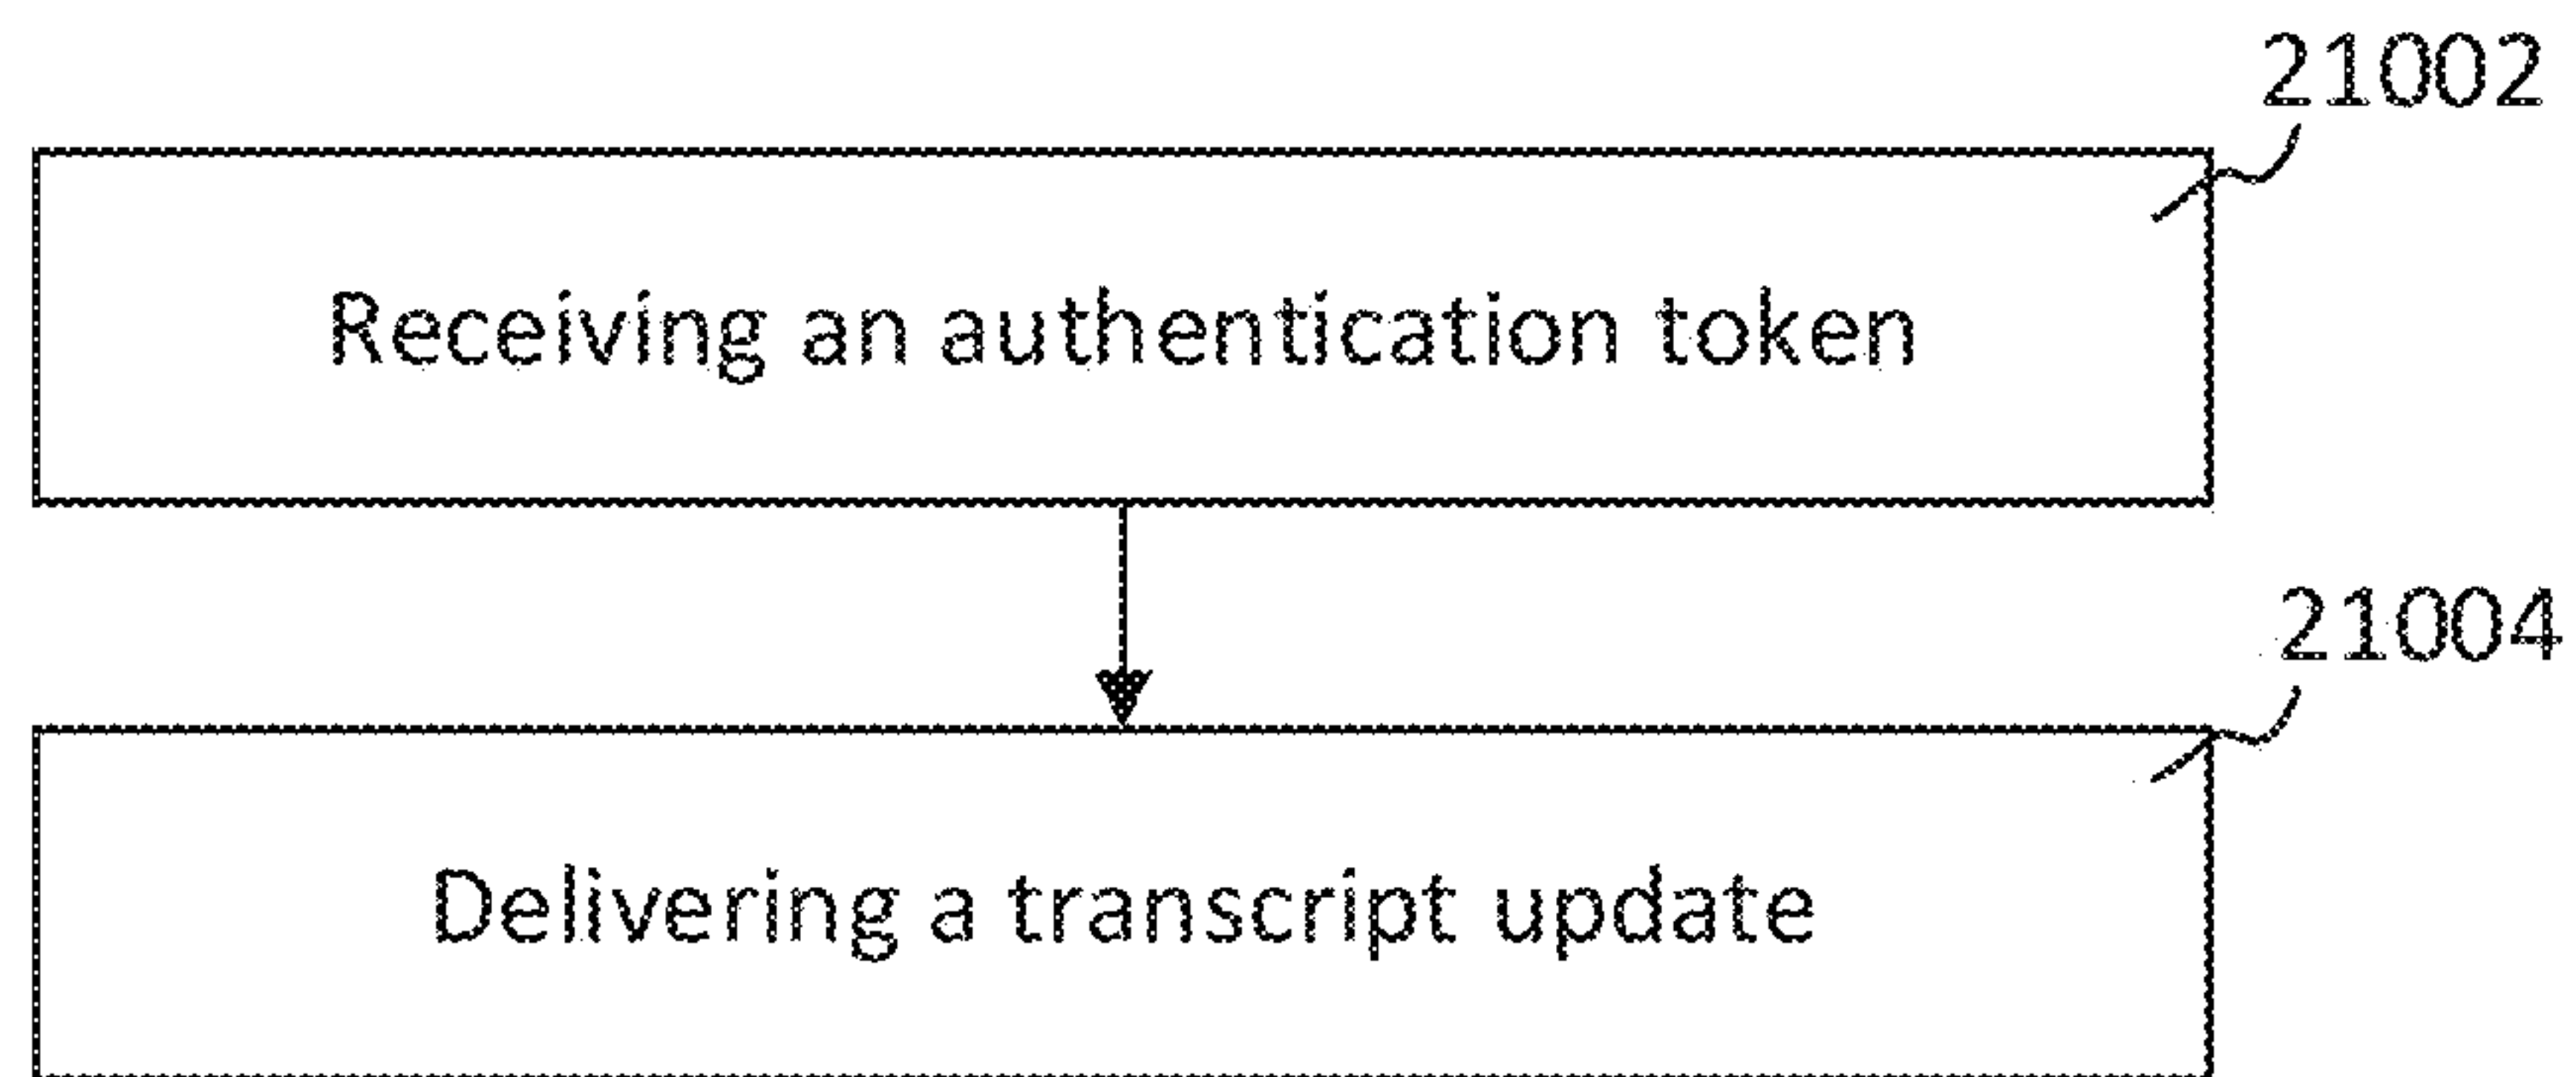 21002
Receiving an authentication token
21004
Delivering a transcript update